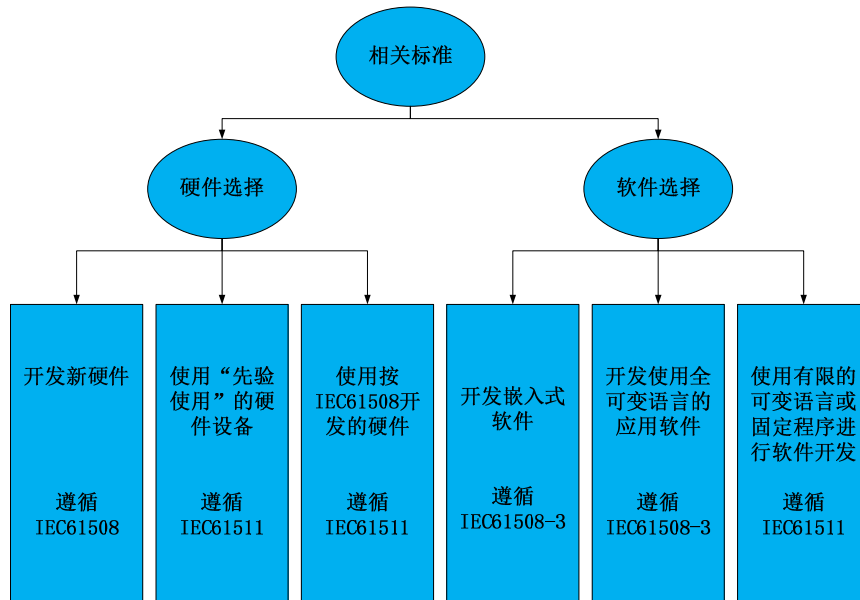 相关标准
硬件选择
软件选择
开发新硬件
遵循
IEC61508
使用“先验
使用”的硬
件设备
遵循
IEC61511
使用按
IEC61508开
发的硬件
遵循
IEC61511
开发嵌入式
软件
遵循
IEC61508-3
开发使用全
可变语言的
应用软件
遵循
IEC61508-3
使用有限的
可变语言或
固定程序进
行软件开发
遵循
IEC61511